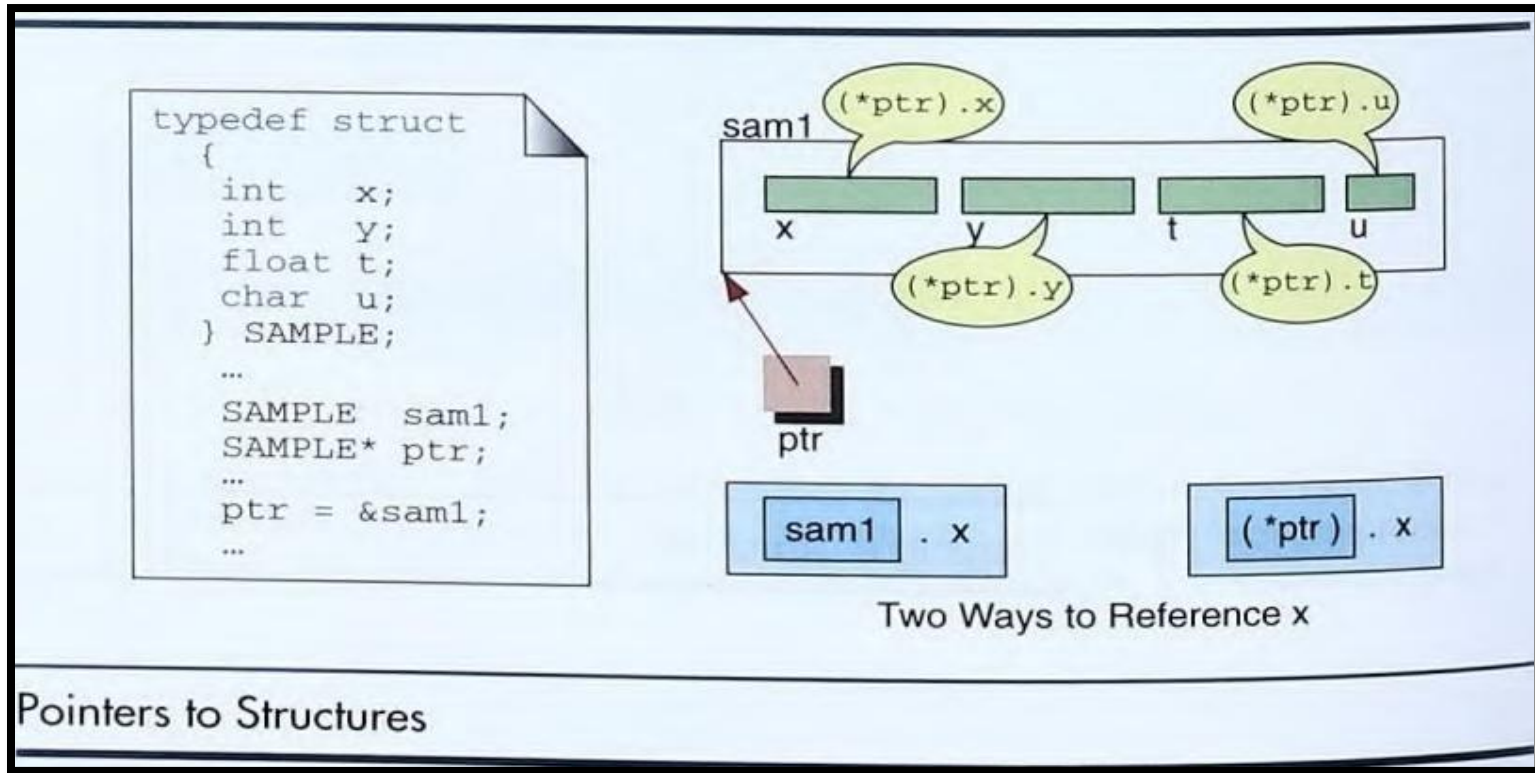 typedef struct
{
int x;
int y;
float t;
char u;
} SAMPLE;
…
SAMPLE sam1;
SAMPLE* ptr;
…
ptr = &sam1;
…
sam1
(*ptr).x
(*ptr).u
x
y
t
u
(*ptr).y
(*ptr).t
ptr
sam1 . x
(*ptr) . x
Two Ways to Reference x
Pointers to Structures